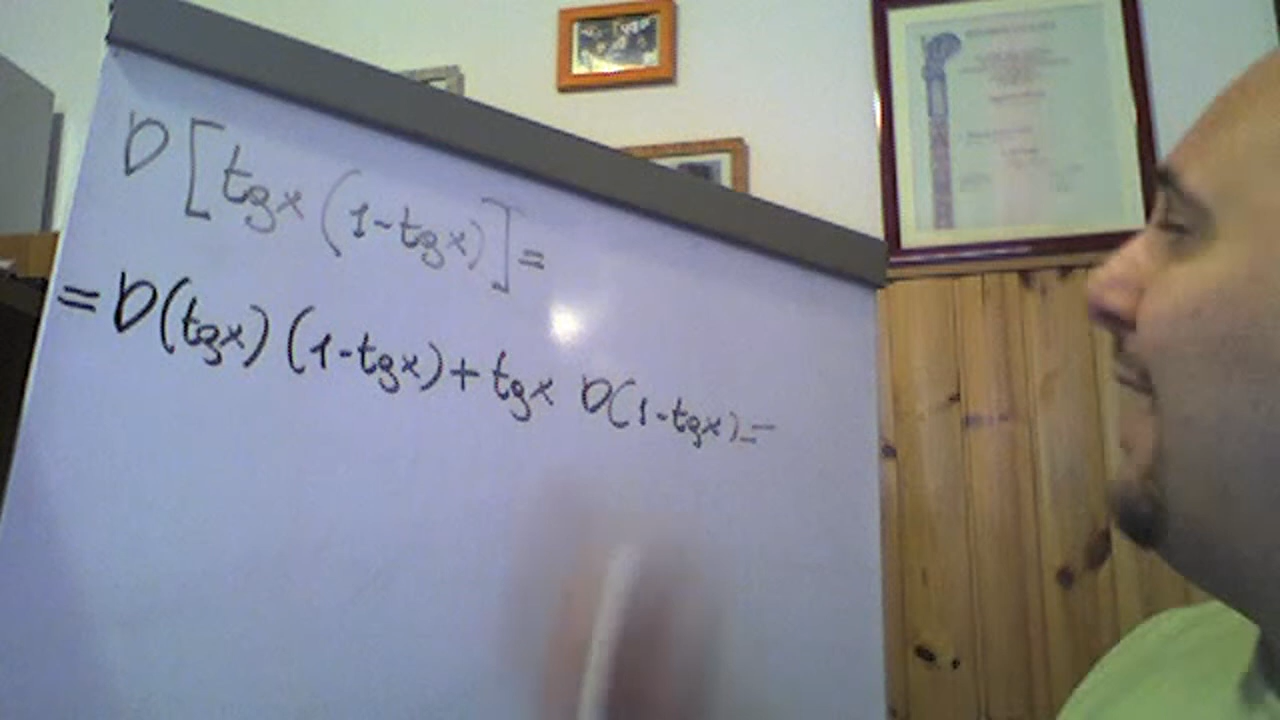 D [tgx (1-tgx)] =
= D(tgx) (1-tgx) + tgx D(1-tgx) =